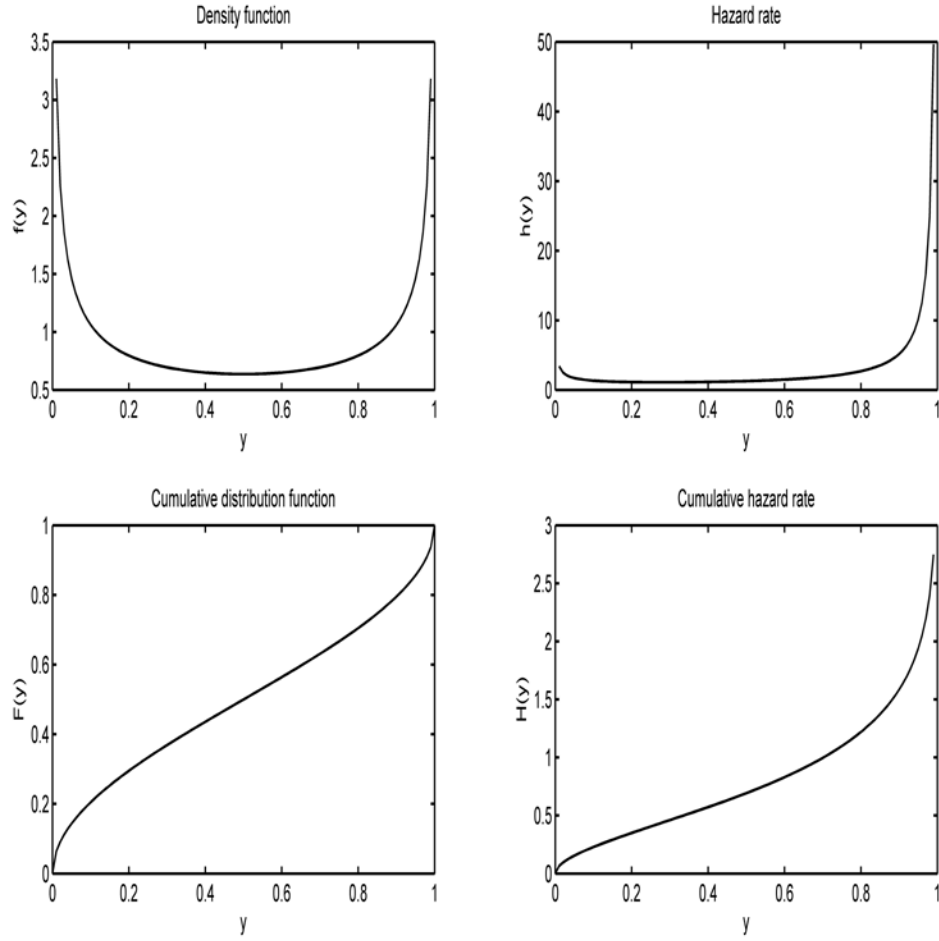 Density function
3.5
3
2.5
2
1.5
1
0.5
f(y)
0 0.2 0.4 0.6 0.8 1
y
Hazard rate
50
40
30
20
10
0
h(y)
0 0.2 0.4 0.6 0.8 1
y
Cumulative distribution function
1
0.8
0.6
0.4
0.2
0
F(y)
0 0.2 0.4 0.6 0.8 1
y
Cumulative hazard rate
3
2.5
2
1.5
1
0.5
0
H(y)
0 0.2 0.4 0.6 0.8 1
y